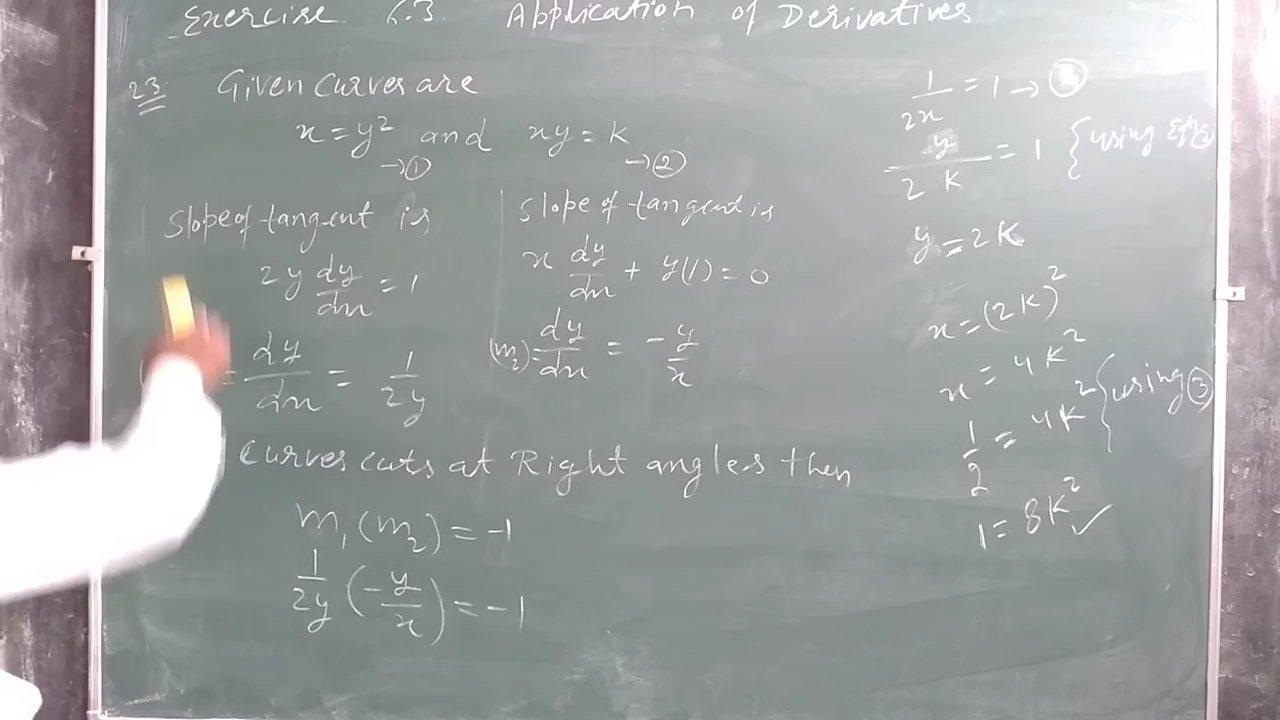 Exercise 6.3. Application of Derivatives
23. Given Curves are
x = y² and xy = k
→① →②
Slope of tangent is
2y dy/dx = 1
= dy/dx = 1/2y
Slope of tangent is
x dy/dx + y(1) = 0
(m₂) = dy/dx = -y/x
Curves cuts at Right angles then
m₁(m₂) = -1
1/2y (-y/x) = -1
1/2x = 1 → ③
y/2K = 1 {using
y = 2K
x = (2K)²
x = 4K²
1/2 = 4K² {using ③
1 = 8K² ✓